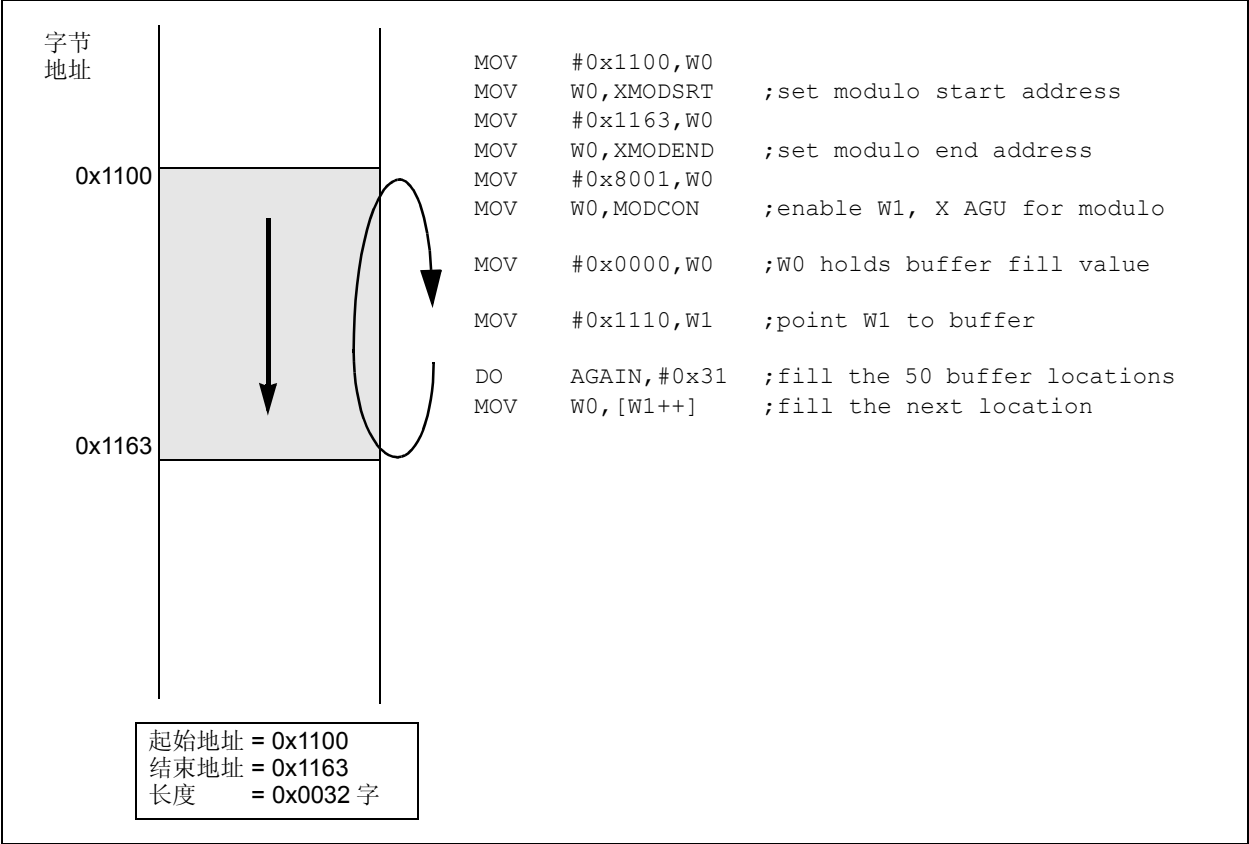 字节
地址
0x1100
0x1163
MOV #0x1100,W0
MOV W0,XMODSRT ;set modulo start address
MOV #0x1163,W0
MOV W0,XMODEND ;set modulo end address
MOV #0x8001,W0
MOV W0,MODCON ;enable W1, X AGU for modulo
MOV #0x0000,W0 ;W0 holds buffer fill value
MOV #0x1110,W1 ;point W1 to buffer
DO AGAIN,#0x31 ;fill the 50 buffer locations
MOV W0,[W1++] ;fill the next location
起始地址 = 0x1100
结束地址 = 0x1163
长度 = 0x0032 字